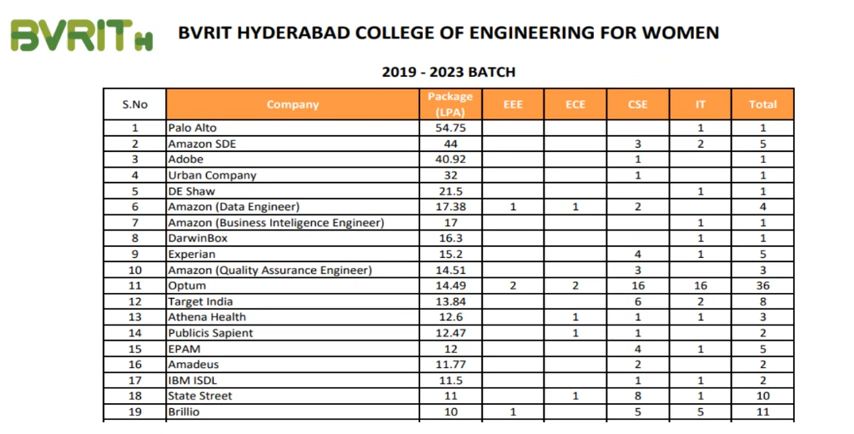 BVRIT H
BVRIT HYDERABAD COLLEGE OF ENGINEERING FOR WOMEN
2019 - 2023 BATCH
S.No Company Package (LPA) EEE ECE CSE IT Total
1 Palo Alto 54.75 1 1
2 Amazon SDE 44 3 2 5
3 Adobe 40.92 1 1
4 Urban Company 32 1 1
5 DE Shaw 21.5 1 1
6 Amazon (Data Engineer) 17.38 1 1 2 4
7 Amazon (Business Inteligence Engineer) 17 1 1
8 DarwinBox 16.3 1 1
9 Experian 15.2 4 1 5
10 Amazon (Quality Assurance Engineer) 14.51 3 3
11 Optum 14.49 2 2 16 16 36
12 Target India 13.84 6 2 8
13 Athena Health 12.6 1 1 1 3
14 Publicis Sapient 12.47 1 1 2
15 EPAM 12 4 1 5
16 Amadeus 11.77 2 2
17 IBM ISDL 11.5 1 1 2
18 State Street 11 1 8 1 10
19 Brillio 10 1 5 5 11